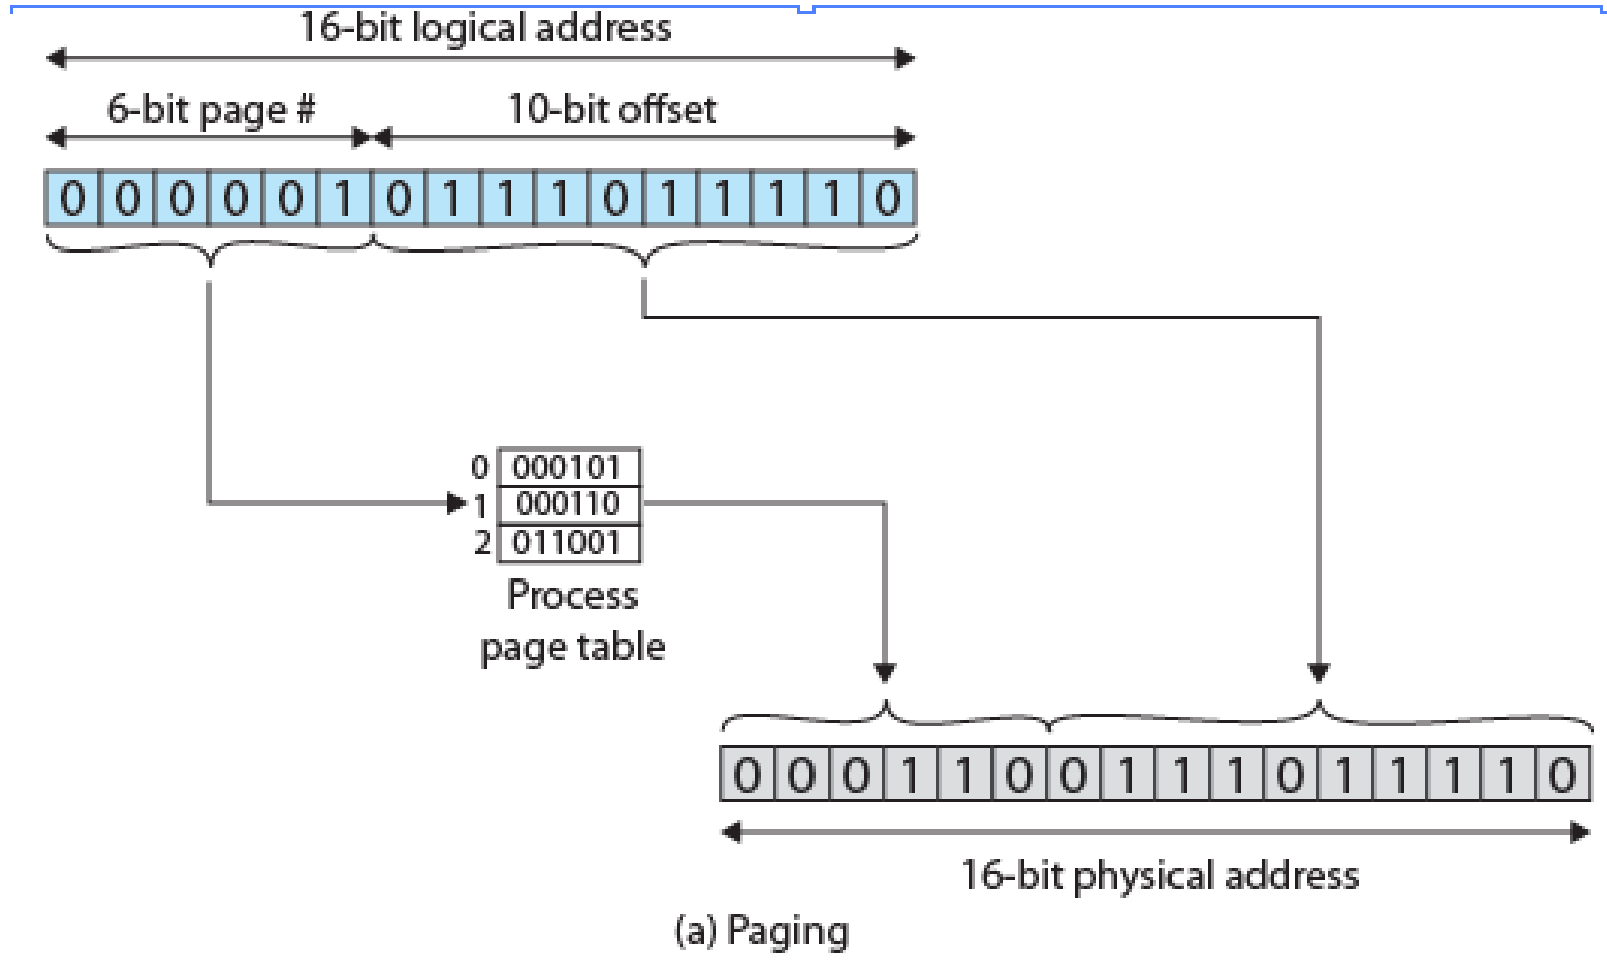 16-bit logical address
6-bit page # 10-bit offset
0 0 0 0 0 1 0 1 1 1 0 1 1 1 1 0
0 000101
1 000110
2 011001
Process
page table
0 0 0 1 1 0 0 1 1 1 0 1 1 1 1 0
16-bit physical address
(a) Paging